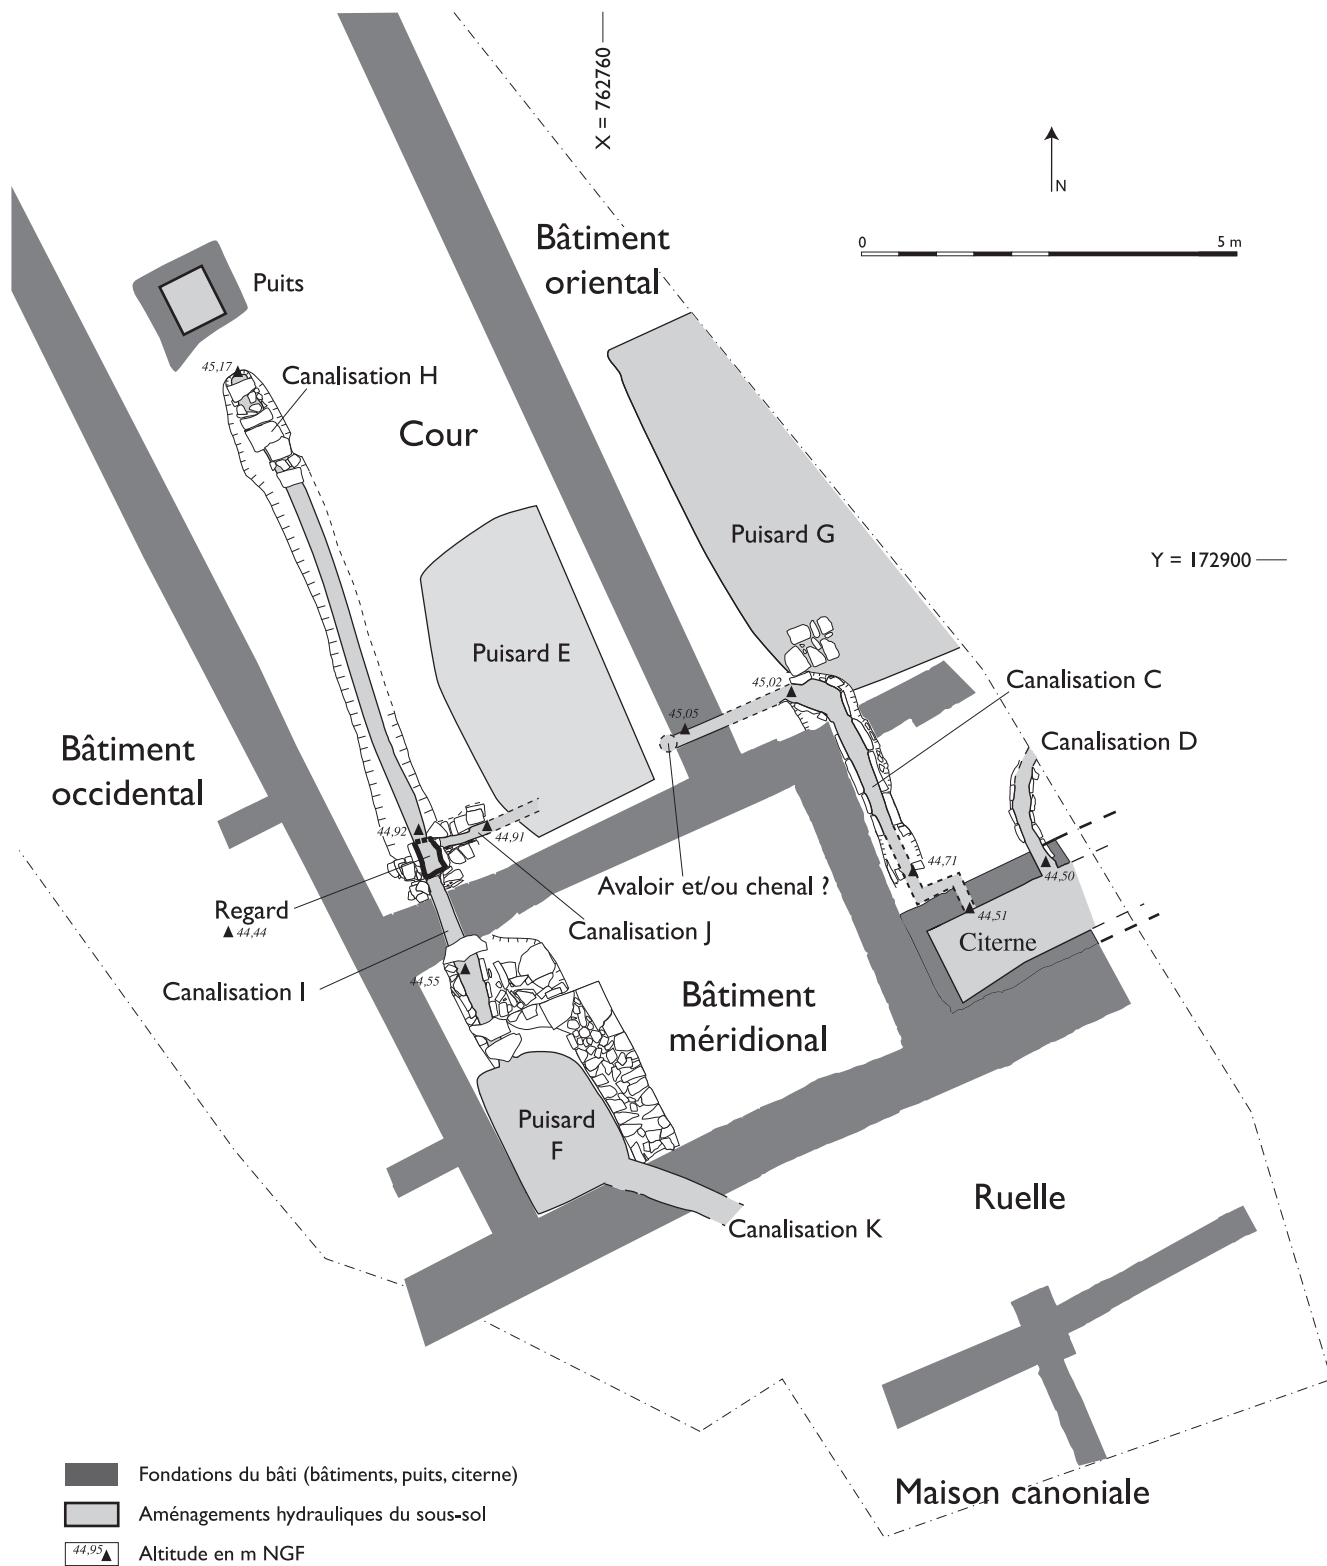 X = 762760
N
0
5 m
Bâtiment
oriental
Puits
45,17
Canalisation H
Cour
Puisard G
Y = 172900
Puisard E
45,02
Canalisation C
45,05
Canalisation D
Bâtiment
occidental
44,92
44,91
44,71
44,50
Avaloir et/ou chenal ?
Regard
44,44
44,51
Canalisation J
Citerne
44,55
Canalisation I
Bâtiment
méridional
Puisard
F
Ruelle
Canalisation K
Maison canoniale
Fondations du bâti (bâtiments, puits, citerne)
Aménagements hydrauliques du sous-sol
44,95 Altitude en m NGF